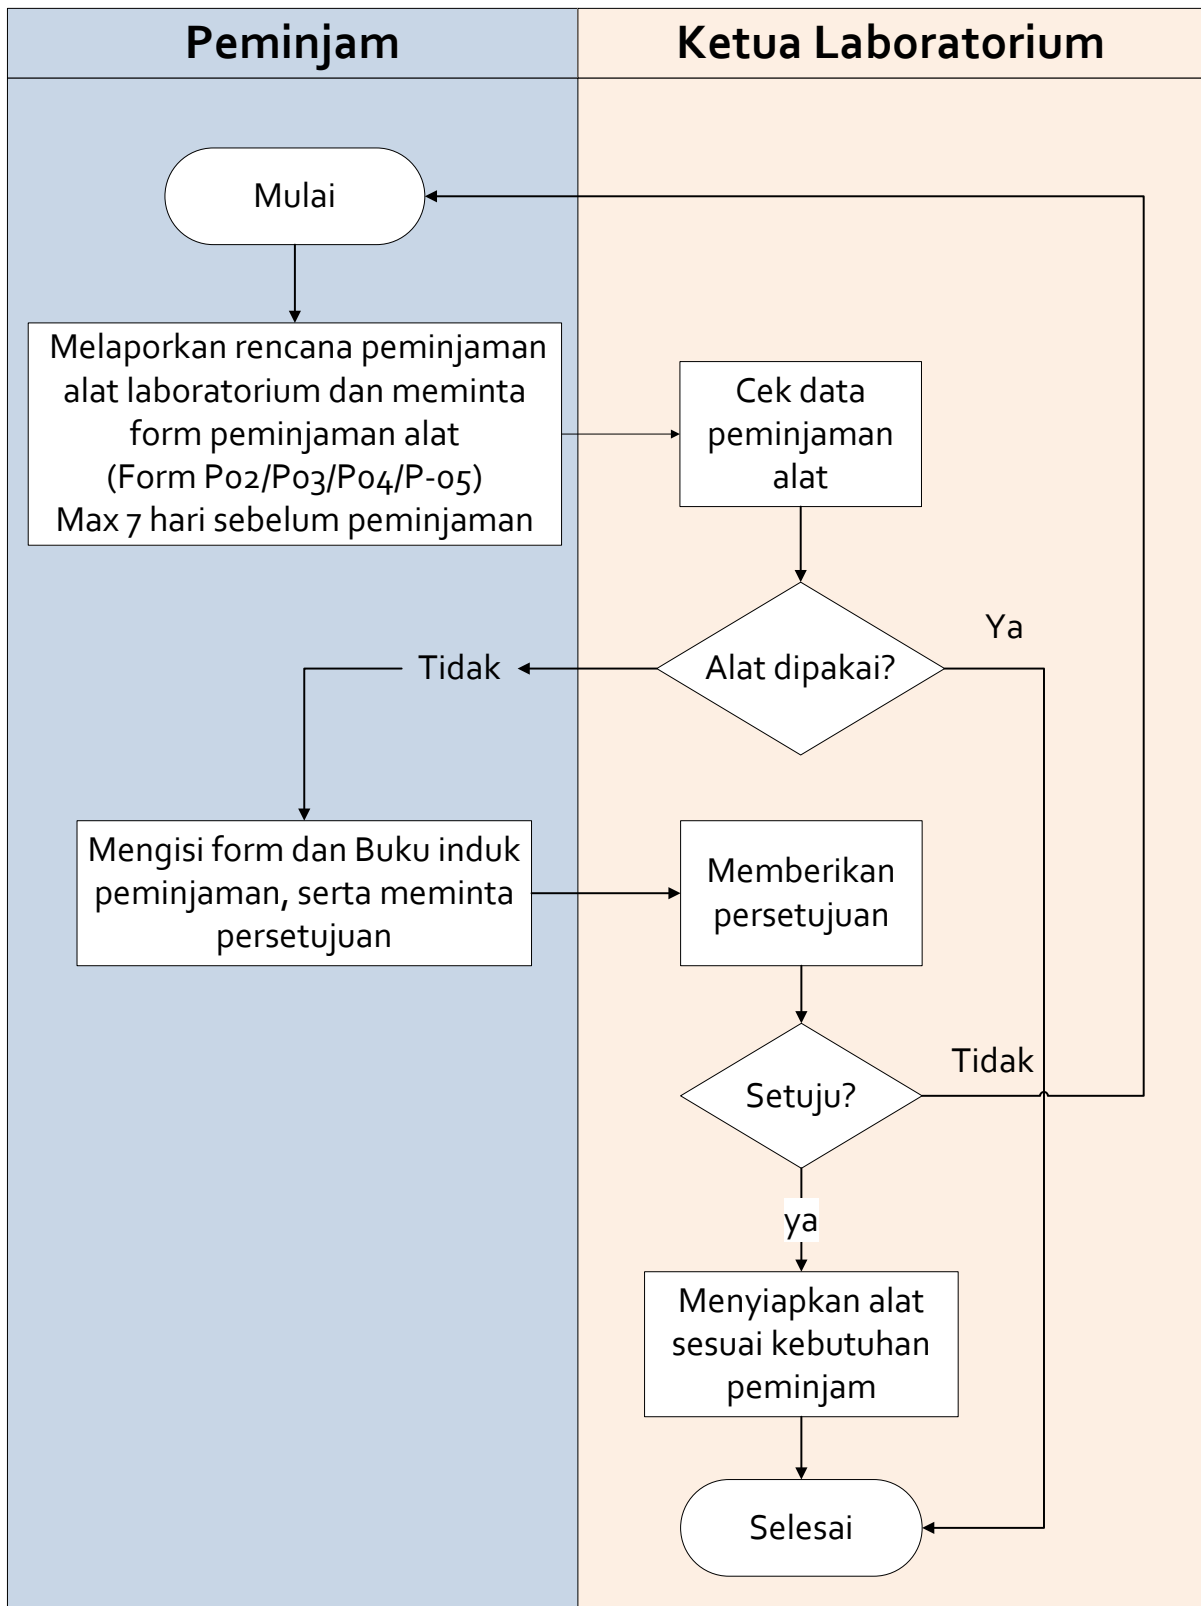 Peminjam
Ketua Laboratorium
Mulai
Melaporkan rencana peminjaman
alat laboratorium dan meminta
form peminjaman alat
(Form P02/P03/P04/P-05)
Max 7 hari sebelum peminjaman
Cek data
peminjaman
alat
Alat dipakai?
Ya
Tidak
Mengisi form dan Buku induk
peminjaman, serta meminta
persetujuan
Memberikan
persetujuan
Setuju?
Tidak
ya
Menyiapkan alat
sesuai kebutuhan
peminjam
Selesai